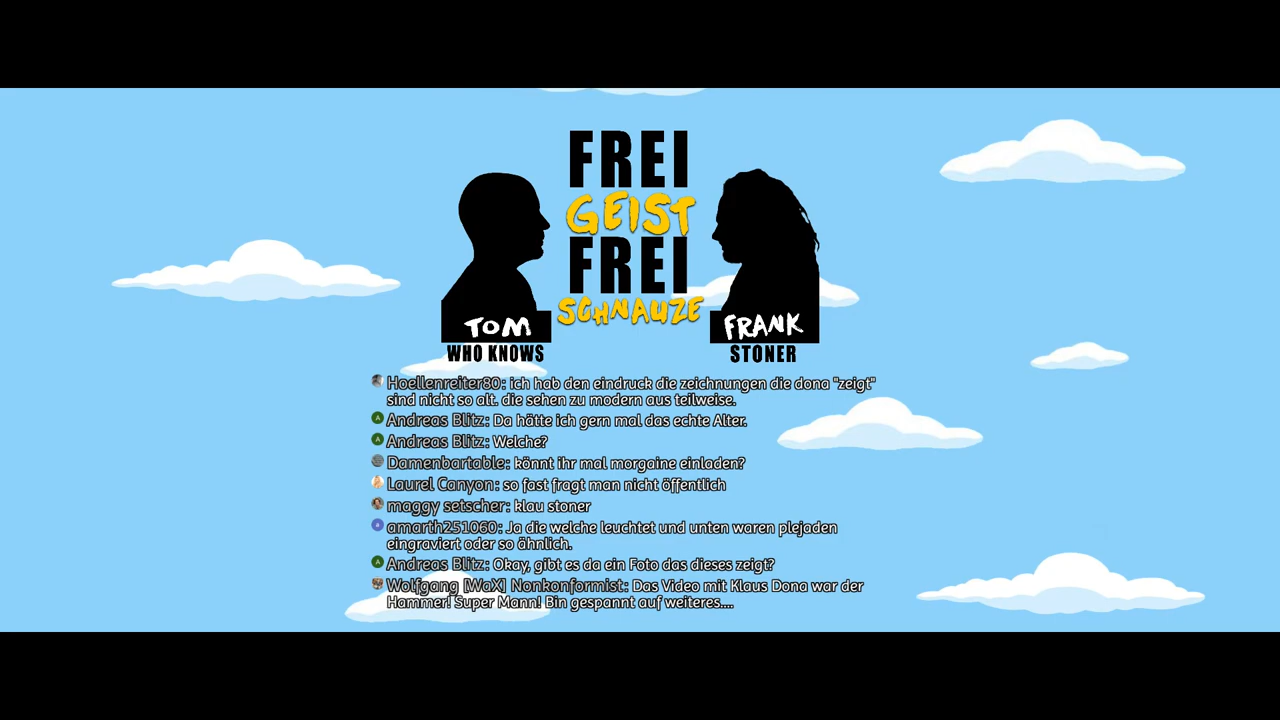 FREI
GEIST
FREI
SCHNAUZE
TOM
WHO KNOWS
FRANK
STONER
Hoellenreiter80: ich hab den eindruck die zeichnungen die dona "zeigt"
sind nicht so alt. die sehen zu modern aus teilweise.
A Andreas Blitz: Da hätte ich gern mal das echte Alter.
A Andreas Blitz: Welche?
Damenbartable: könnt ihr mal morgaine einladen?
Laurel Canyon: so fast fragt man nicht öffentlich
maggy setscher: klau stoner
a amarth251060: Ja die welche leuchtet und unten waren plejaden
eingraviert oder so ähnlich.
A Andreas Blitz: Okay, gibt es da ein Foto das dieses zeigt?
Wolfgang [WaX] Nonkonformist: Das Video mit Klaus Dona war der
Hammer! Super Mann! Bin gespannt auf weiteres....